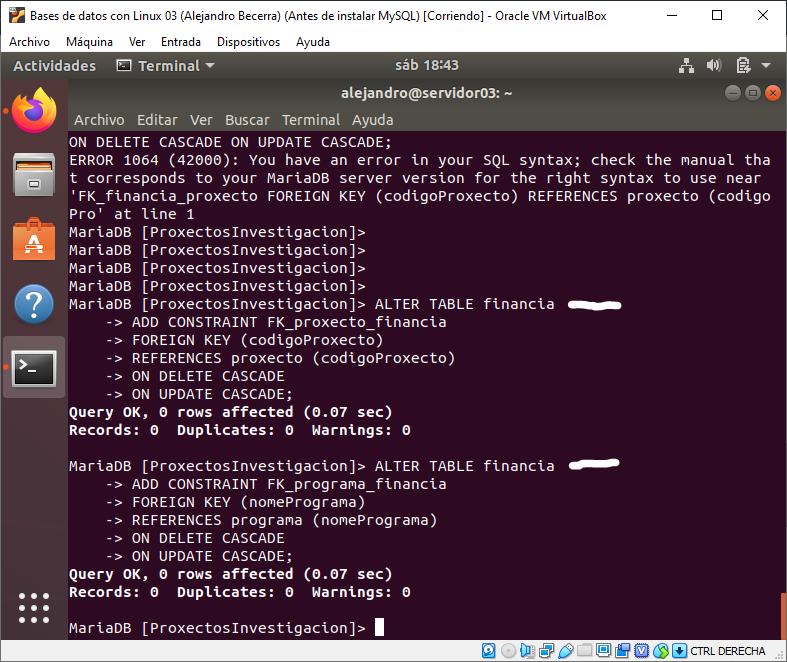 Bases de datos con Linux 03 (Alejandro Becerra) (Antes de instalar MySQL) [Corriendo] - Oracle VM VirtualBox
Archivo Máquina Ver Entrada Dispositivos Ayuda
Actividades Terminal sáb 18:43
alejandro@servidor03: ~
Archivo Editar Ver Buscar Terminal Ayuda
ON DELETE CASCADE ON UPDATE CASCADE;
ERROR 1064 (42000): You have an error in your SQL syntax; check the manual tha
t corresponds to your MariaDB server version for the right syntax to use near
'FK_financia_proxecto FOREIGN KEY (codigoProxecto) REFERENCES proxecto (codigo
Pro' at line 1
MariaDB [ProxectosInvestigacion]>
MariaDB [ProxectosInvestigacion]>
MariaDB [ProxectosInvestigacion]>
MariaDB [ProxectosInvestigacion]>
MariaDB [ProxectosInvestigacion]> ALTER TABLE financia
-> ADD CONSTRAINT FK_proxecto_financia
-> FOREIGN KEY (codigoProxecto)
-> REFERENCES proxecto (codigoProxecto)
-> ON DELETE CASCADE
-> ON UPDATE CASCADE;
Query OK, 0 rows affected (0.07 sec)
Records: 0 Duplicates: 0 Warnings: 0
MariaDB [ProxectosInvestigacion]> ALTER TABLE financia
-> ADD CONSTRAINT FK_programa_financia
-> FOREIGN KEY (nomePrograma)
-> REFERENCES programa (nomePrograma)
-> ON DELETE CASCADE
-> ON UPDATE CASCADE;
Query OK, 0 rows affected (0.07 sec)
Records: 0 Duplicates: 0 Warnings: 0
MariaDB [ProxectosInvestigacion]>
CTRL DERECHA